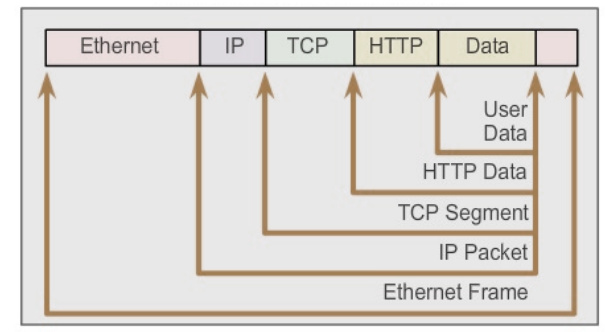 Ethernet IP TCP HTTP Data
User
Data
HTTP Data
TCP Segment
IP Packet
Ethernet Frame